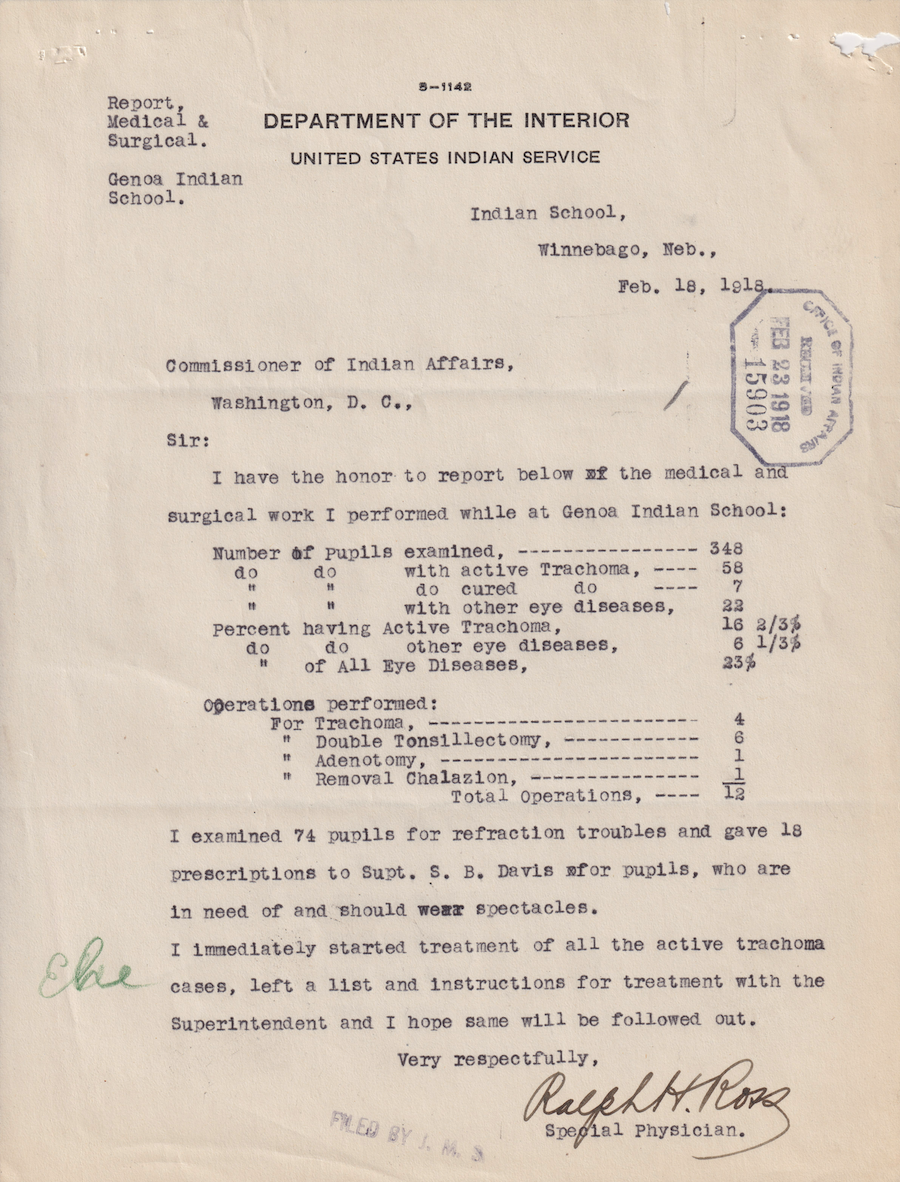 5-1142
Report,
Medical &
Surgical.
Genoa Indian
School.
DEPARTMENT OF THE INTERIOR
UNITED STATES INDIAN SERVICE
Indian School,
Winnebago, Neb.,
Feb. 18, 1918.
OFFICE OF INDIAN AFFAIRS
RECEIVED
FEB 23 1918
15903
Commissioner of Indian Affairs,
Washington, D. C.,
Sir:
I have the honor to report below of the medical and
surgical work I performed while at Genoa Indian School:
Number of Pupils examined, ---------------- 348
do do with active Trachoma, ---- 58
" " do cured do ---- 7
" " with other eye diseases, 22
Percent having Active Trachoma, 16 2/3%
do do other eye diseases, 6 1/3%
" of All Eye Diseases, 23%
Operations performed:
For Trachoma, ------------------------ 4
" Double Tonsillectomy, ------------ 6
" Adenotomy, ----------------------- 1
" Removal Chalazion, --------------- 1
Total Operations, ---- 12
I examined 74 pupils for refraction troubles and gave 18
prescriptions to Supt. S. B. Davis for pupils, who are
in need of and should wear spectacles.
I immediately started treatment of all the active trachoma
cases, left a list and instructions for treatment with the
Superintendent and I hope same will be followed out.
Very respectfully,
Ralph H. Ross
Special Physician.
FILED BY J. M. S.